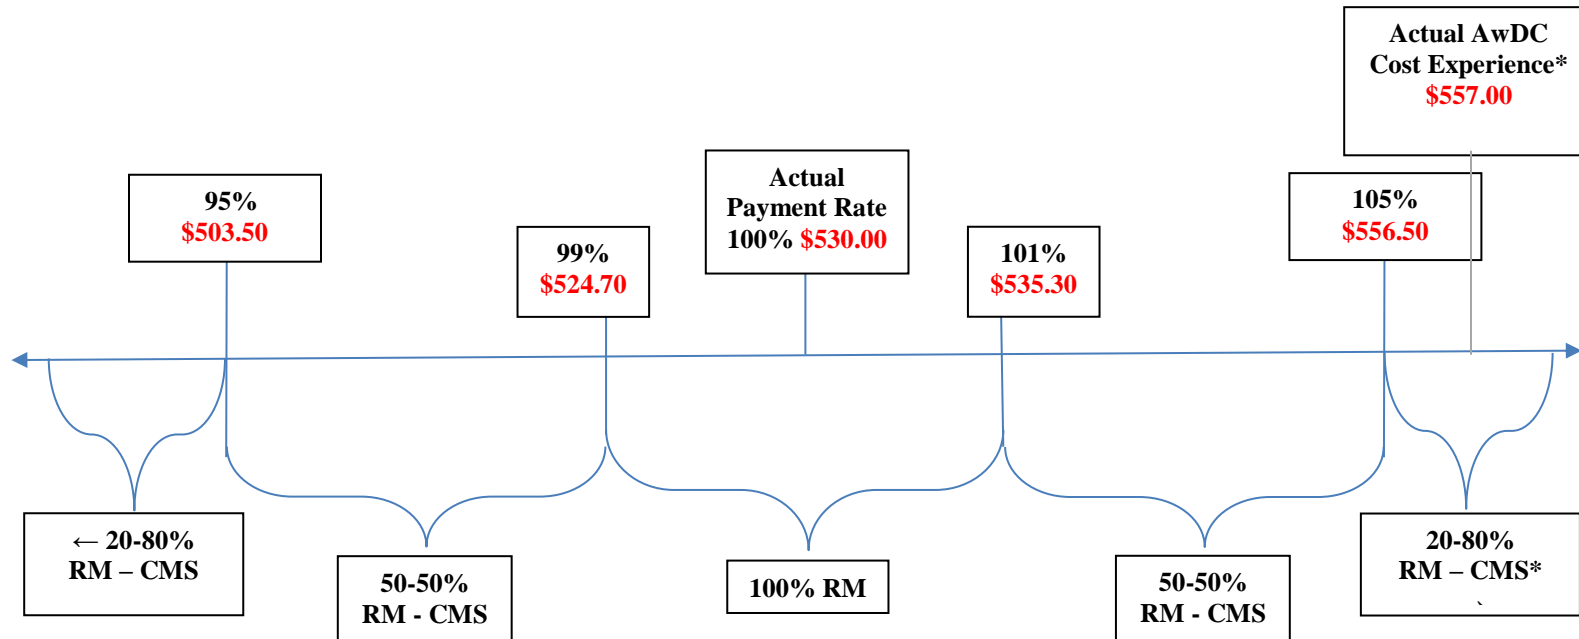 Actual AwDC
Cost Experience*
$557.00
95%
$503.50
99%
$524.70
Actual
Payment Rate
100% $530.00
101%
$535.30
105%
$556.50
← 20-80%
RM – CMS
50-50%
RM - CMS
100% RM
50-50%
RM - CMS
20-80%
RM – CMS*